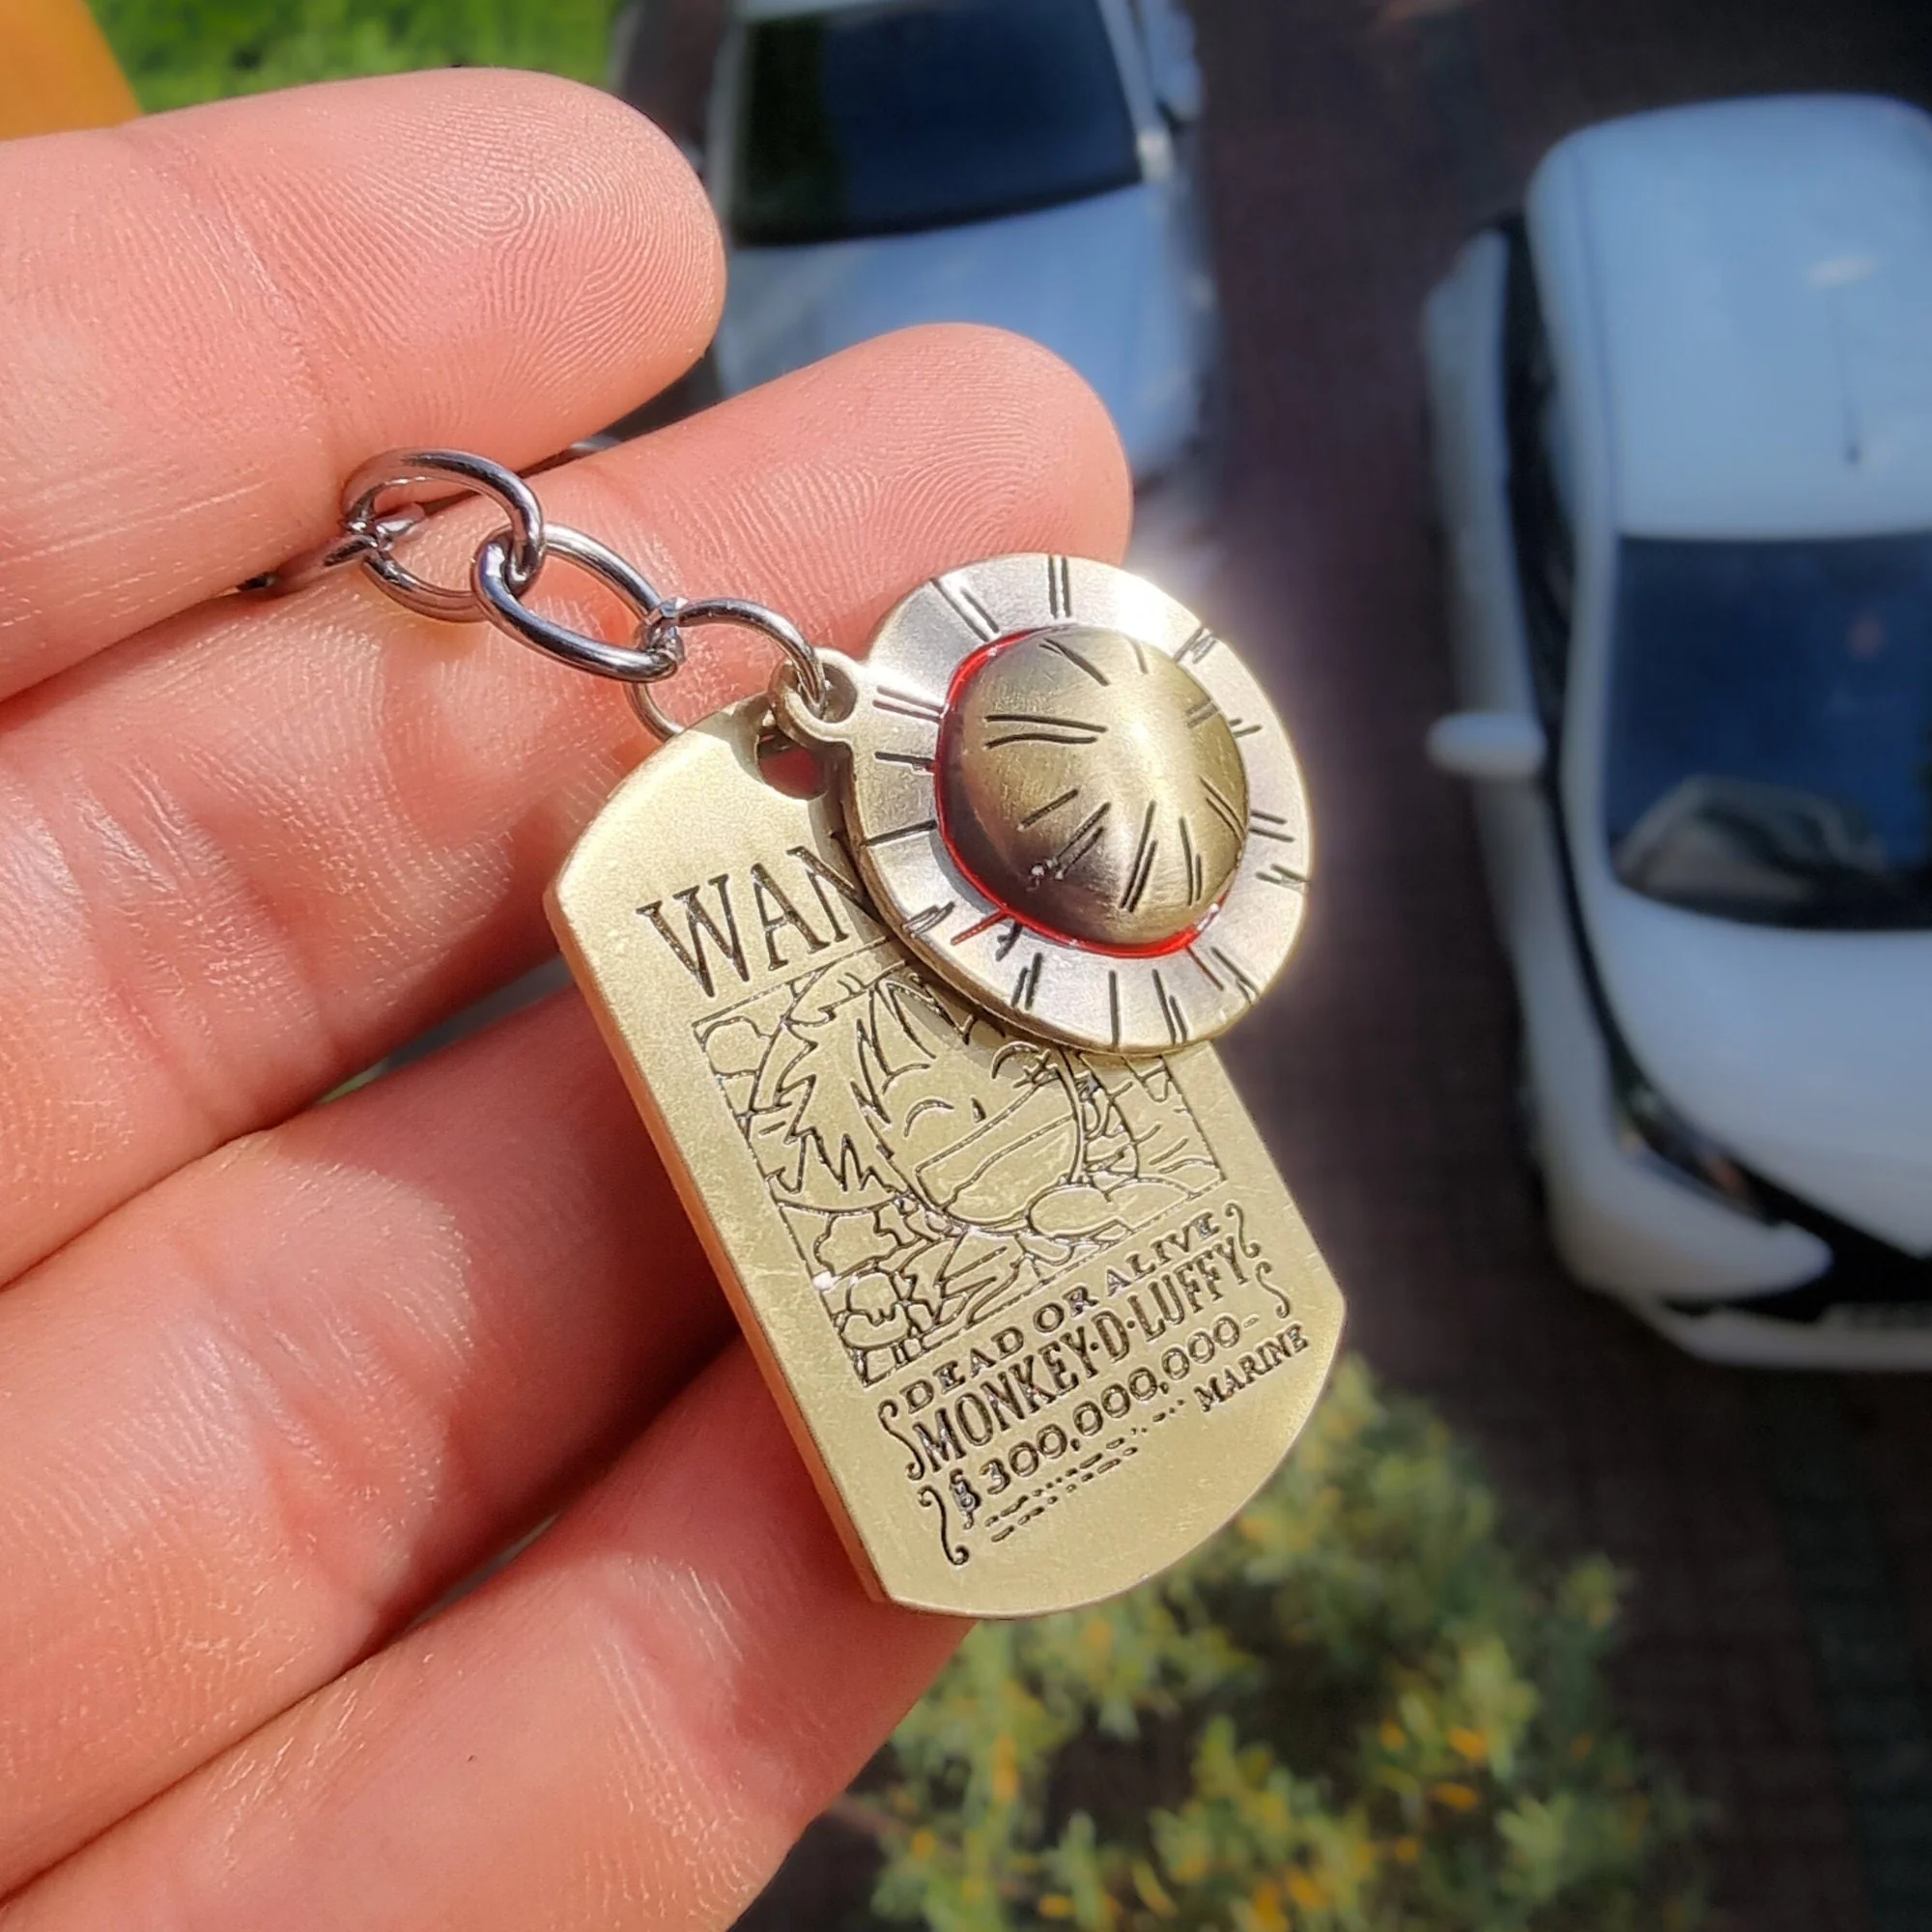 WAN
DEAD OR ALIVE
MONKEY·D·LUFFY
฿300,000,000-
MARINE